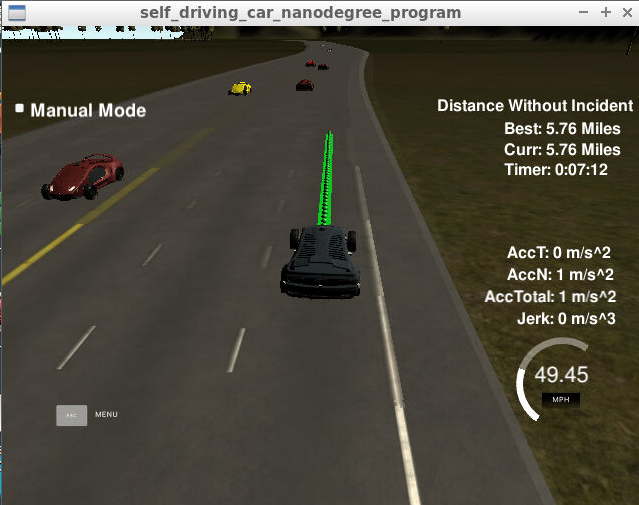 self_driving_car_nanodegree_program
Manual Mode
Distance Without Incident
Best: 5.76 Miles
Curr: 5.76 Miles
Timer: 0:07:12
AccT: 0 m/s^2
AccN: 1 m/s^2
AccTotal: 1 m/s^2
Jerk: 0 m/s^3
49.45
MPH
ESC MENU